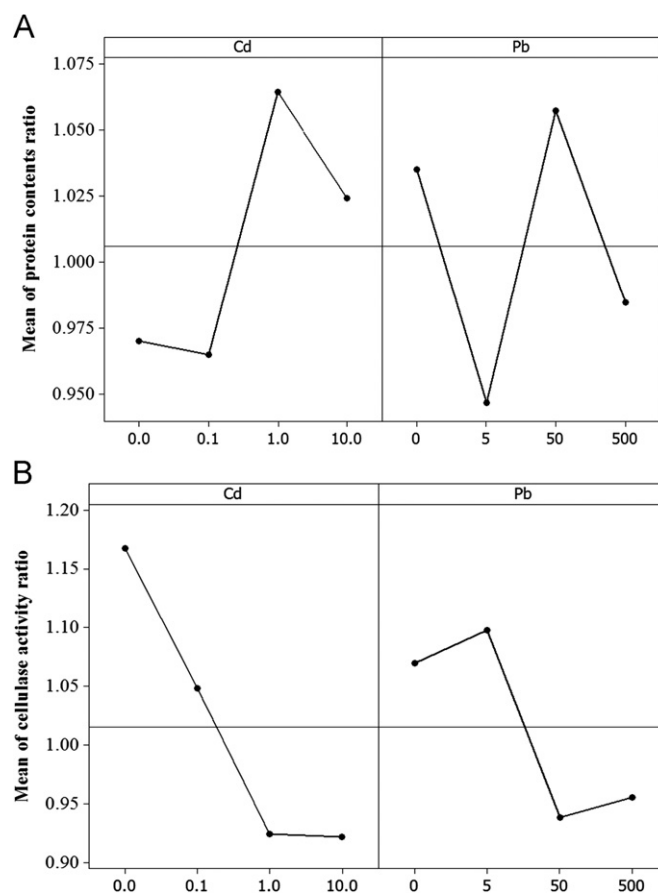 A
Cd Pb
Mean of protein contents ratio
1.075
1.050
1.025
1.000
0.975
0.950
0.0 0.1 1.0 10.0 0 5 50 500
B
Cd Pb
Mean of cellulase activity ratio
1.20
1.15
1.10
1.05
1.00
0.95
0.90
0.0 0.1 1.0 10.0 0 5 50 500